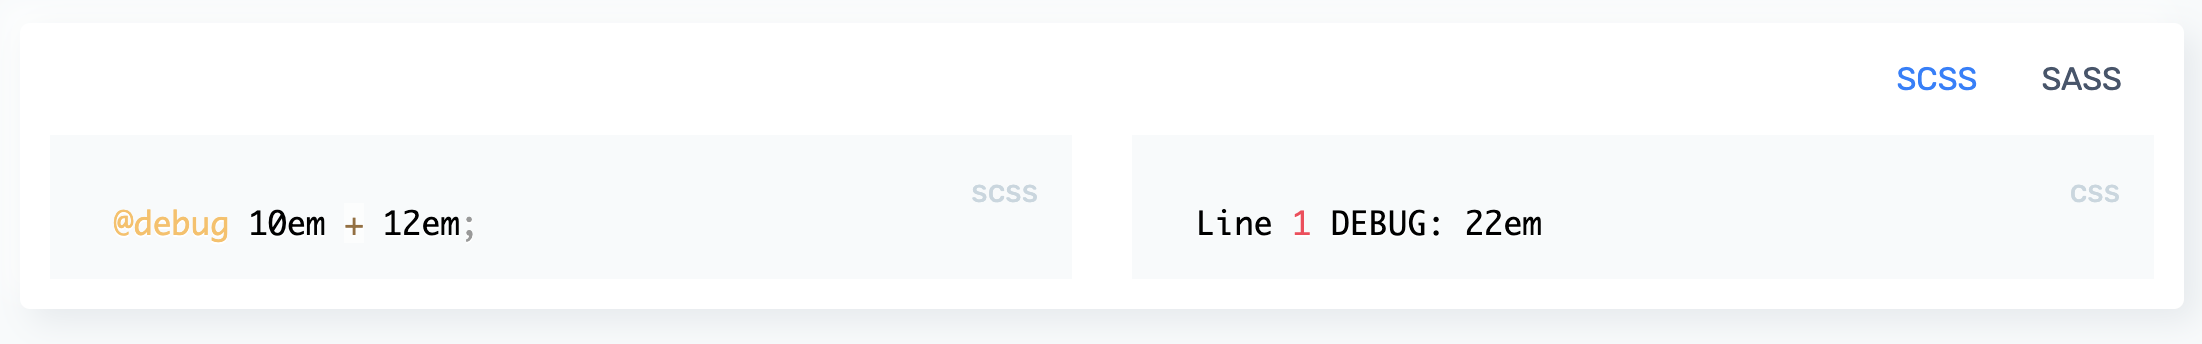 SCSS SASS
SCSS
@debug 10em + 12em;
CSS
Line 1 DEBUG: 22em